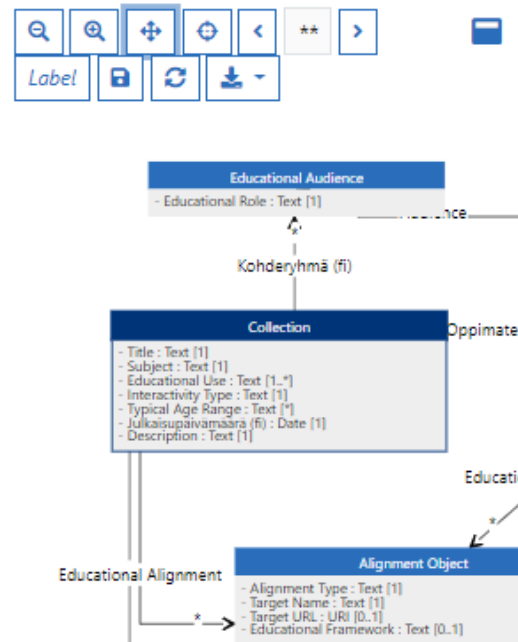 **
Label
Educational Audience
- Educational Role : Text [1]
*
Kohderyhmä (fi)
Collection
- Title : Text [1]
- Subject : Text [1]
- Educational Use : Text [1..*]
- Interactivity Type : Text [1]
- Typical Age Range : Text [*]
- Julkaisupäivämäärä (fi) : Date [1]
- Description : Text [1]
Oppimate
Educati
*
Educational Alignment
*
Alignment Object
- Alignment Type : Text [1]
- Target Name : Text [1]
- Target URL : URI [0..1]
- Educational Framework : Text [0..1]